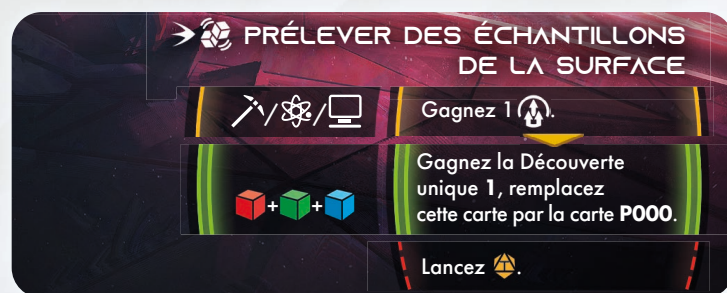 PRÉLEVER DES ÉCHANTILLONS
DE LA SURFACE
/ /
Gagnez 1 .
+ +
Gagnez la Découverte
unique 1, remplacez
cette carte par la carte P000.
Lancez .